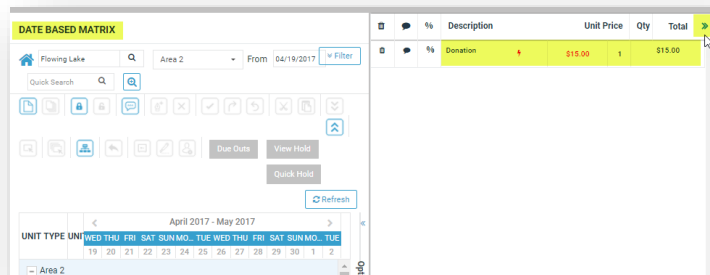 DATE BASED MATRIX
Flowing Lake
Area 2
From
04/19/2017
Filter
Quick Search
Due Outs
View Hold
Quick Hold
Refresh
April 2017 - May 2017
UNIT TYPE UNI
WED THU FRI SAT SUN MO... TUE WED THU FRI SAT SUN MO... TUE
19 20 21 22 23 24 25 26 27 28 29 30 1 2
Area 2
Opt
% Description Unit Price Qty Total
% Donation $15.00 1 $15.00